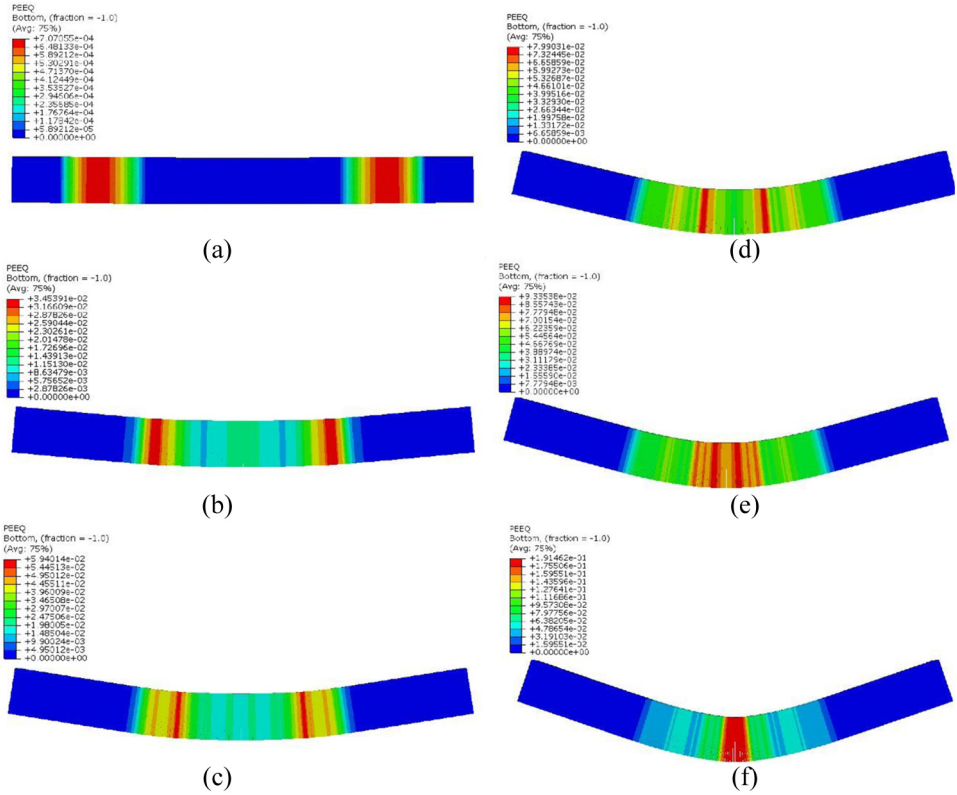 PEEQ
Bottom, (fraction = -1.0)
(Avg: 75%)
+7.07055e-04
+6.48133e-04
+5.89212e-04
+5.30291e-04
+4.71370e-04
+4.12449e-04
+3.53527e-04
+2.94606e-04
+2.35685e-04
+1.76764e-04
+1.17842e-04
+5.89212e-05
+0.00000e+00
(a)
PEEQ
Bottom, (fraction = -1.0)
(Avg: 75%)
+3.45391e-02
+3.16609e-02
+2.87826e-02
+2.59044e-02
+2.30261e-02
+2.01478e-02
+1.72696e-02
+1.43913e-02
+1.15130e-02
+8.63479e-03
+5.75652e-03
+2.87826e-03
+0.00000e+00
(b)
PEEQ
Bottom, (fraction = -1.0)
(Avg: 75%)
+5.94014e-02
+5.44513e-02
+4.95012e-02
+4.45511e-02
+3.96009e-02
+3.46508e-02
+2.97007e-02
+2.47506e-02
+1.98005e-02
+1.48504e-02
+9.90024e-03
+4.95012e-03
+0.00000e+00
(c)
PEEQ
Bottom, (fraction = -1.0)
(Avg: 75%)
+7.99031e-02
+7.32445e-02
+6.65859e-02
+5.99273e-02
+5.32687e-02
+4.66101e-02
+3.99516e-02
+3.32930e-02
+2.66344e-02
+1.99758e-02
+1.33172e-02
+6.65859e-03
+0.00000e+00
(d)
PEEQ
Bottom, (fraction = -1.0)
(Avg: 75%)
+9.33538e-02
+8.55743e-02
+7.77948e-02
+7.00154e-02
+6.22359e-02
+5.44564e-02
+4.66769e-02
+3.88974e-02
+3.11179e-02
+2.33385e-02
+1.55590e-02
+7.77948e-03
+0.00000e+00
(e)
PEEQ
Bottom, (fraction = -1.0)
(Avg: 75%)
+1.91462e-01
+1.75506e-01
+1.59551e-01
+1.43596e-01
+1.27641e-01
+1.11686e-01
+9.57308e-02
+7.97756e-02
+6.38205e-02
+4.78654e-02
+3.19103e-02
+1.59551e-02
+0.00000e+00
(f)